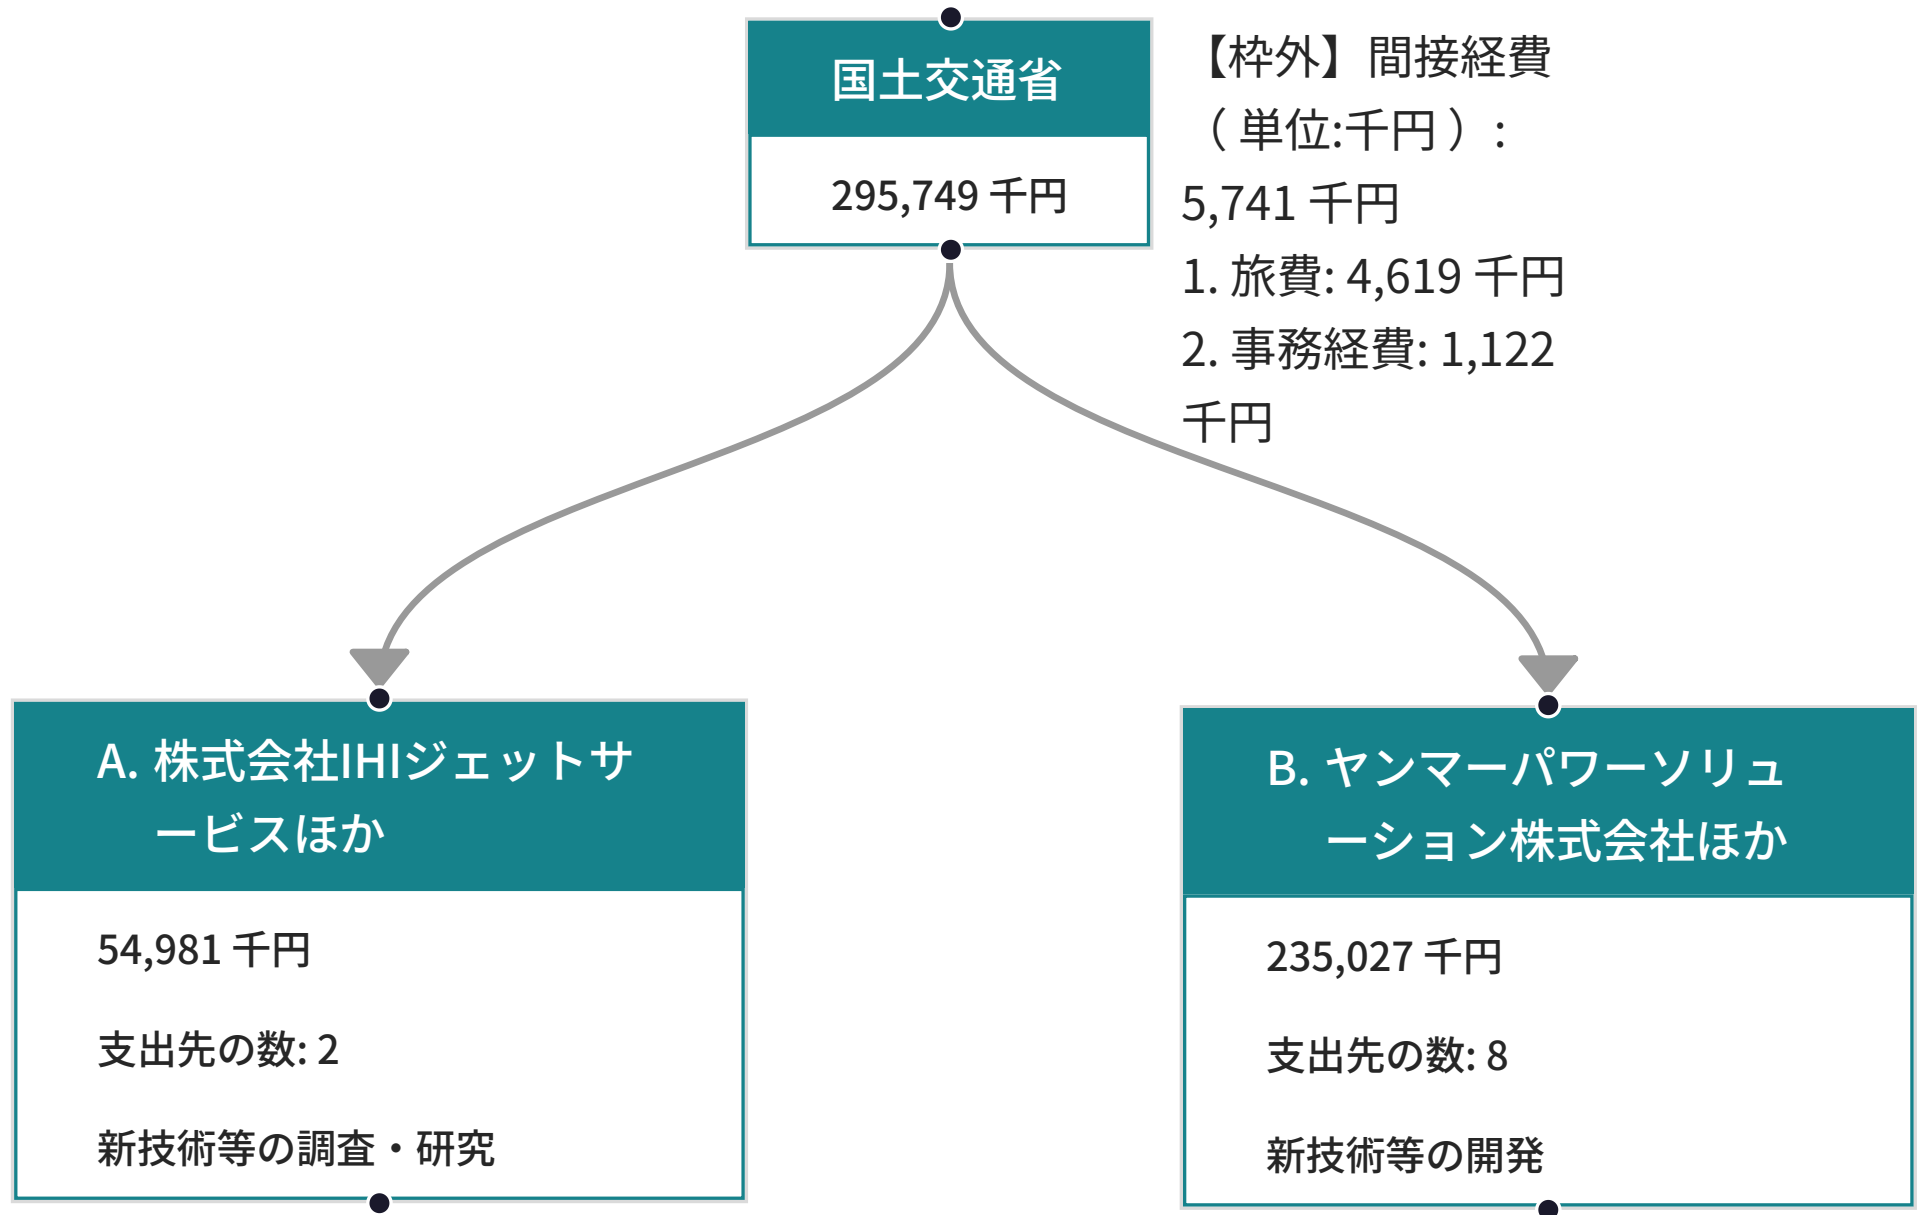 国土交通省
295,749 千円
【枠外】間接経費
（ 単位:千円 ）:
5,741 千円
1. 旅費: 4,619 千円
2. 事務経費: 1,122
千円
A. 株式会社IHIジェットサ
ービスほか
54,981 千円
支出先の数: 2
新技術等の調査・研究
B. ヤンマーパワーソリュ
ーション株式会社ほか
235,027 千円
支出先の数: 8
新技術等の開発